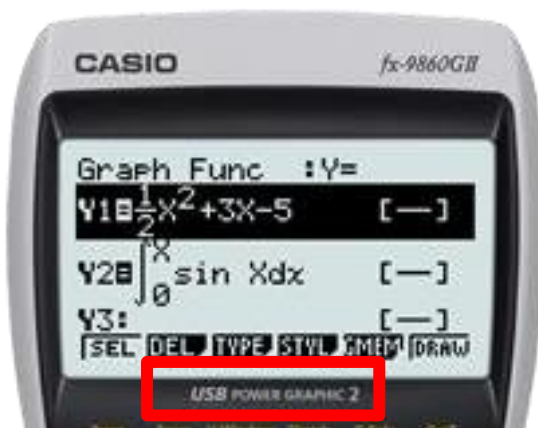 CASIO fx-9860GII
Graph Func :Y=
Y1=½X²+3X-5 [—]
Y2=∫₀ˣsin Xdx [—]
Y3: [—]
SEL DEL TYPE STYL GMEM DRAW
USB POWER GRAPHIC 2